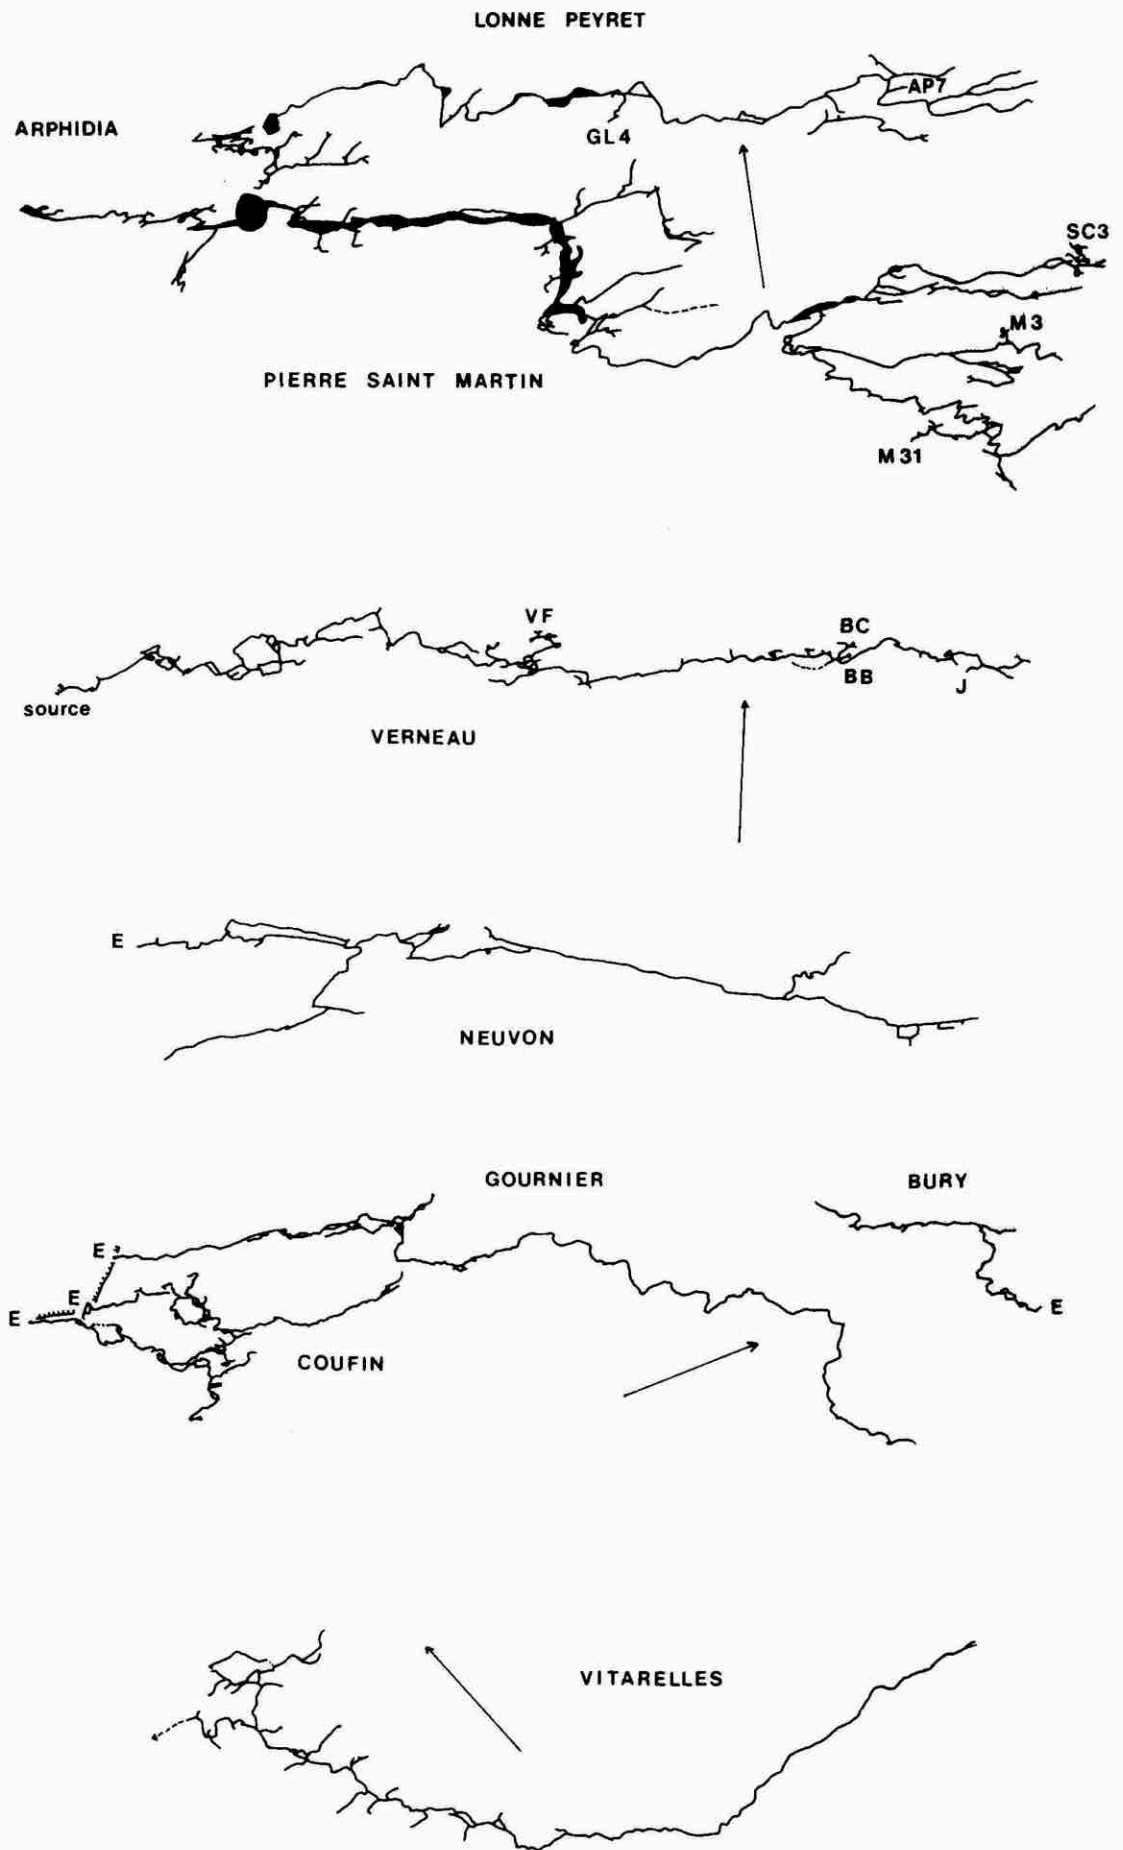 LONNE PEYRET
AP7
ARPHIDIA
GL4
SC3
M3
PIERRE SAINT MARTIN
M31
VF
BC
BB
J
source
VERNEAU
E
NEUVON
GOURNIER
BURY
E
E
E
E
COUFIN
VITARELLES